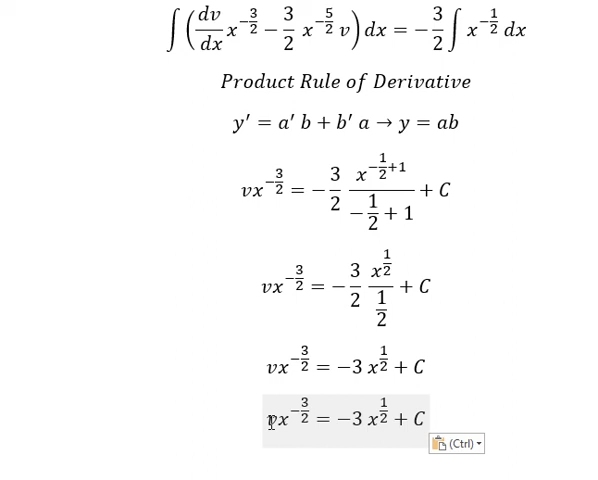 ∫(dv/dx x^(-3/2) − 3/2 x^(-5/2) v) dx = −3/2 ∫ x^(-1/2) dx
Product Rule of Derivative
y′ = a′ b + b′ a → y = ab
vx^(-3/2) = −3/2 x^(-1/2+1)/(-1/2+1) + C
vx^(-3/2) = −3/2 x^(1/2)/(1/2) + C
vx^(-3/2) = −3 x^(1/2) + C
vx^(-3/2) = −3 x^(1/2) + C
(Ctrl)